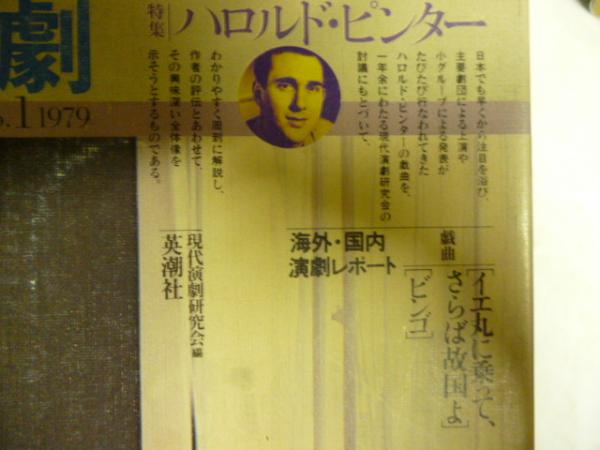 劇
.1 1979
特集
ハロルド・ピンター
日本でも早くから注目を浴び、
主要劇団による上演や
小グループによる発表が
たびたび行なわれてきた
ハロルド・ピンターの戯曲を、
一年余にわたる現代演劇研究会の
討議にもとづいて、
わかりやすく周到に解説し、
作者の評伝とあわせて、
その興味深い全体像を
示そうとするものである。
戯曲
[イエ丸に乗って、
さらば故国よ]
[ビンゴ]
海外・国内
演劇レポート
現代演劇研究会編
英潮社